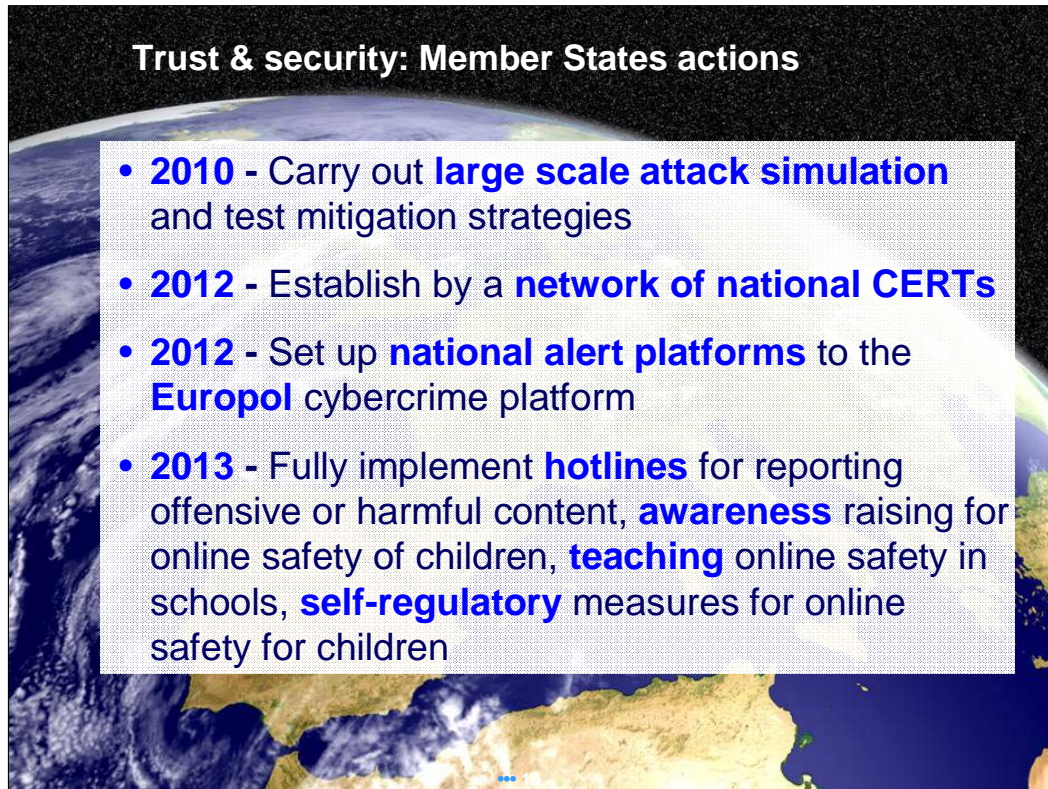 Trust & security: Member States actions
• 2010 - Carry out large scale attack simulation
and test mitigation strategies
• 2012 - Establish by a network of national CERTs
• 2012 - Set up national alert platforms to the
Europol cybercrime platform
• 2013 - Fully implement hotlines for reporting
offensive or harmful content, awareness raising for
online safety of children, teaching online safety in
schools, self-regulatory measures for online
safety for children